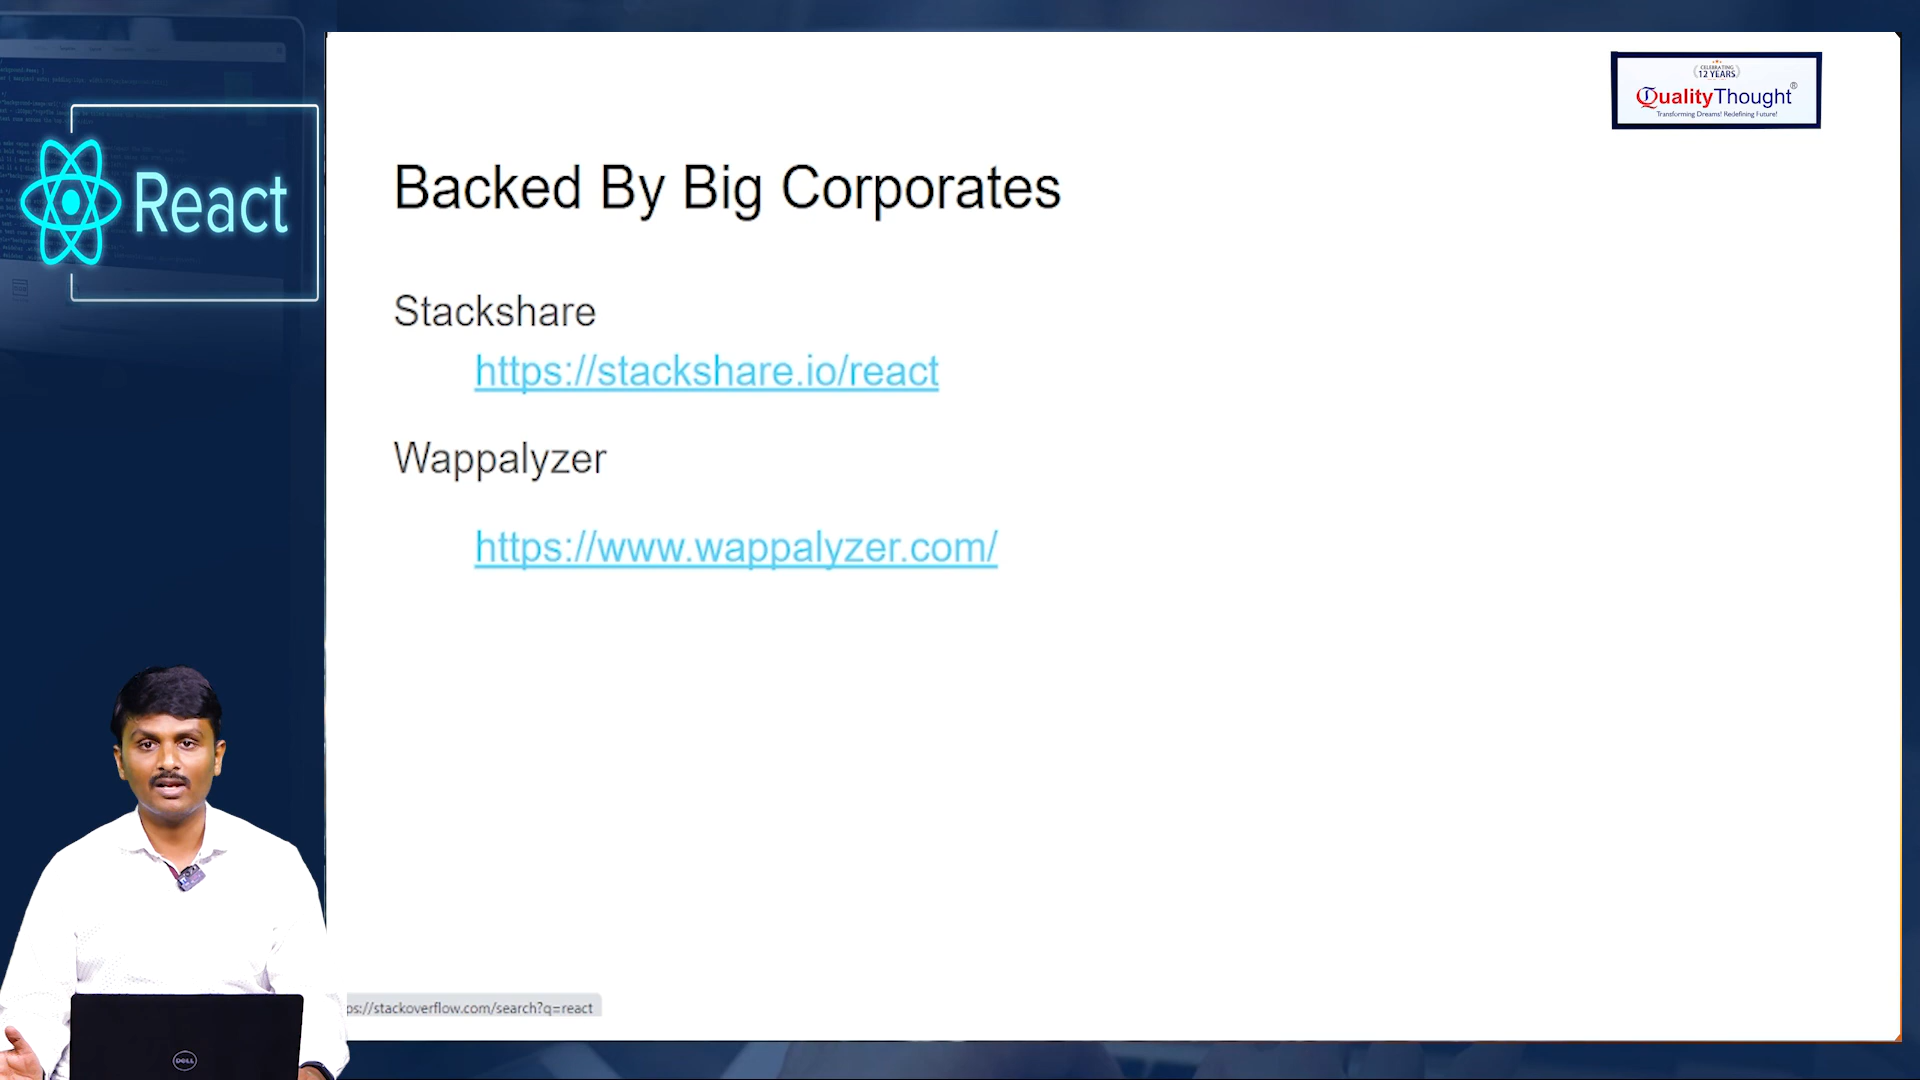 CELEBRATING
12 YEARS
QualityThought®
Transforming Dreams! Redefining Future!
React
Backed By Big Corporates
Stackshare
https://stackshare.io/react
Wappalyzer
https://www.wappalyzer.com/
ps://stackoverflow.com/search?q=react
DELL